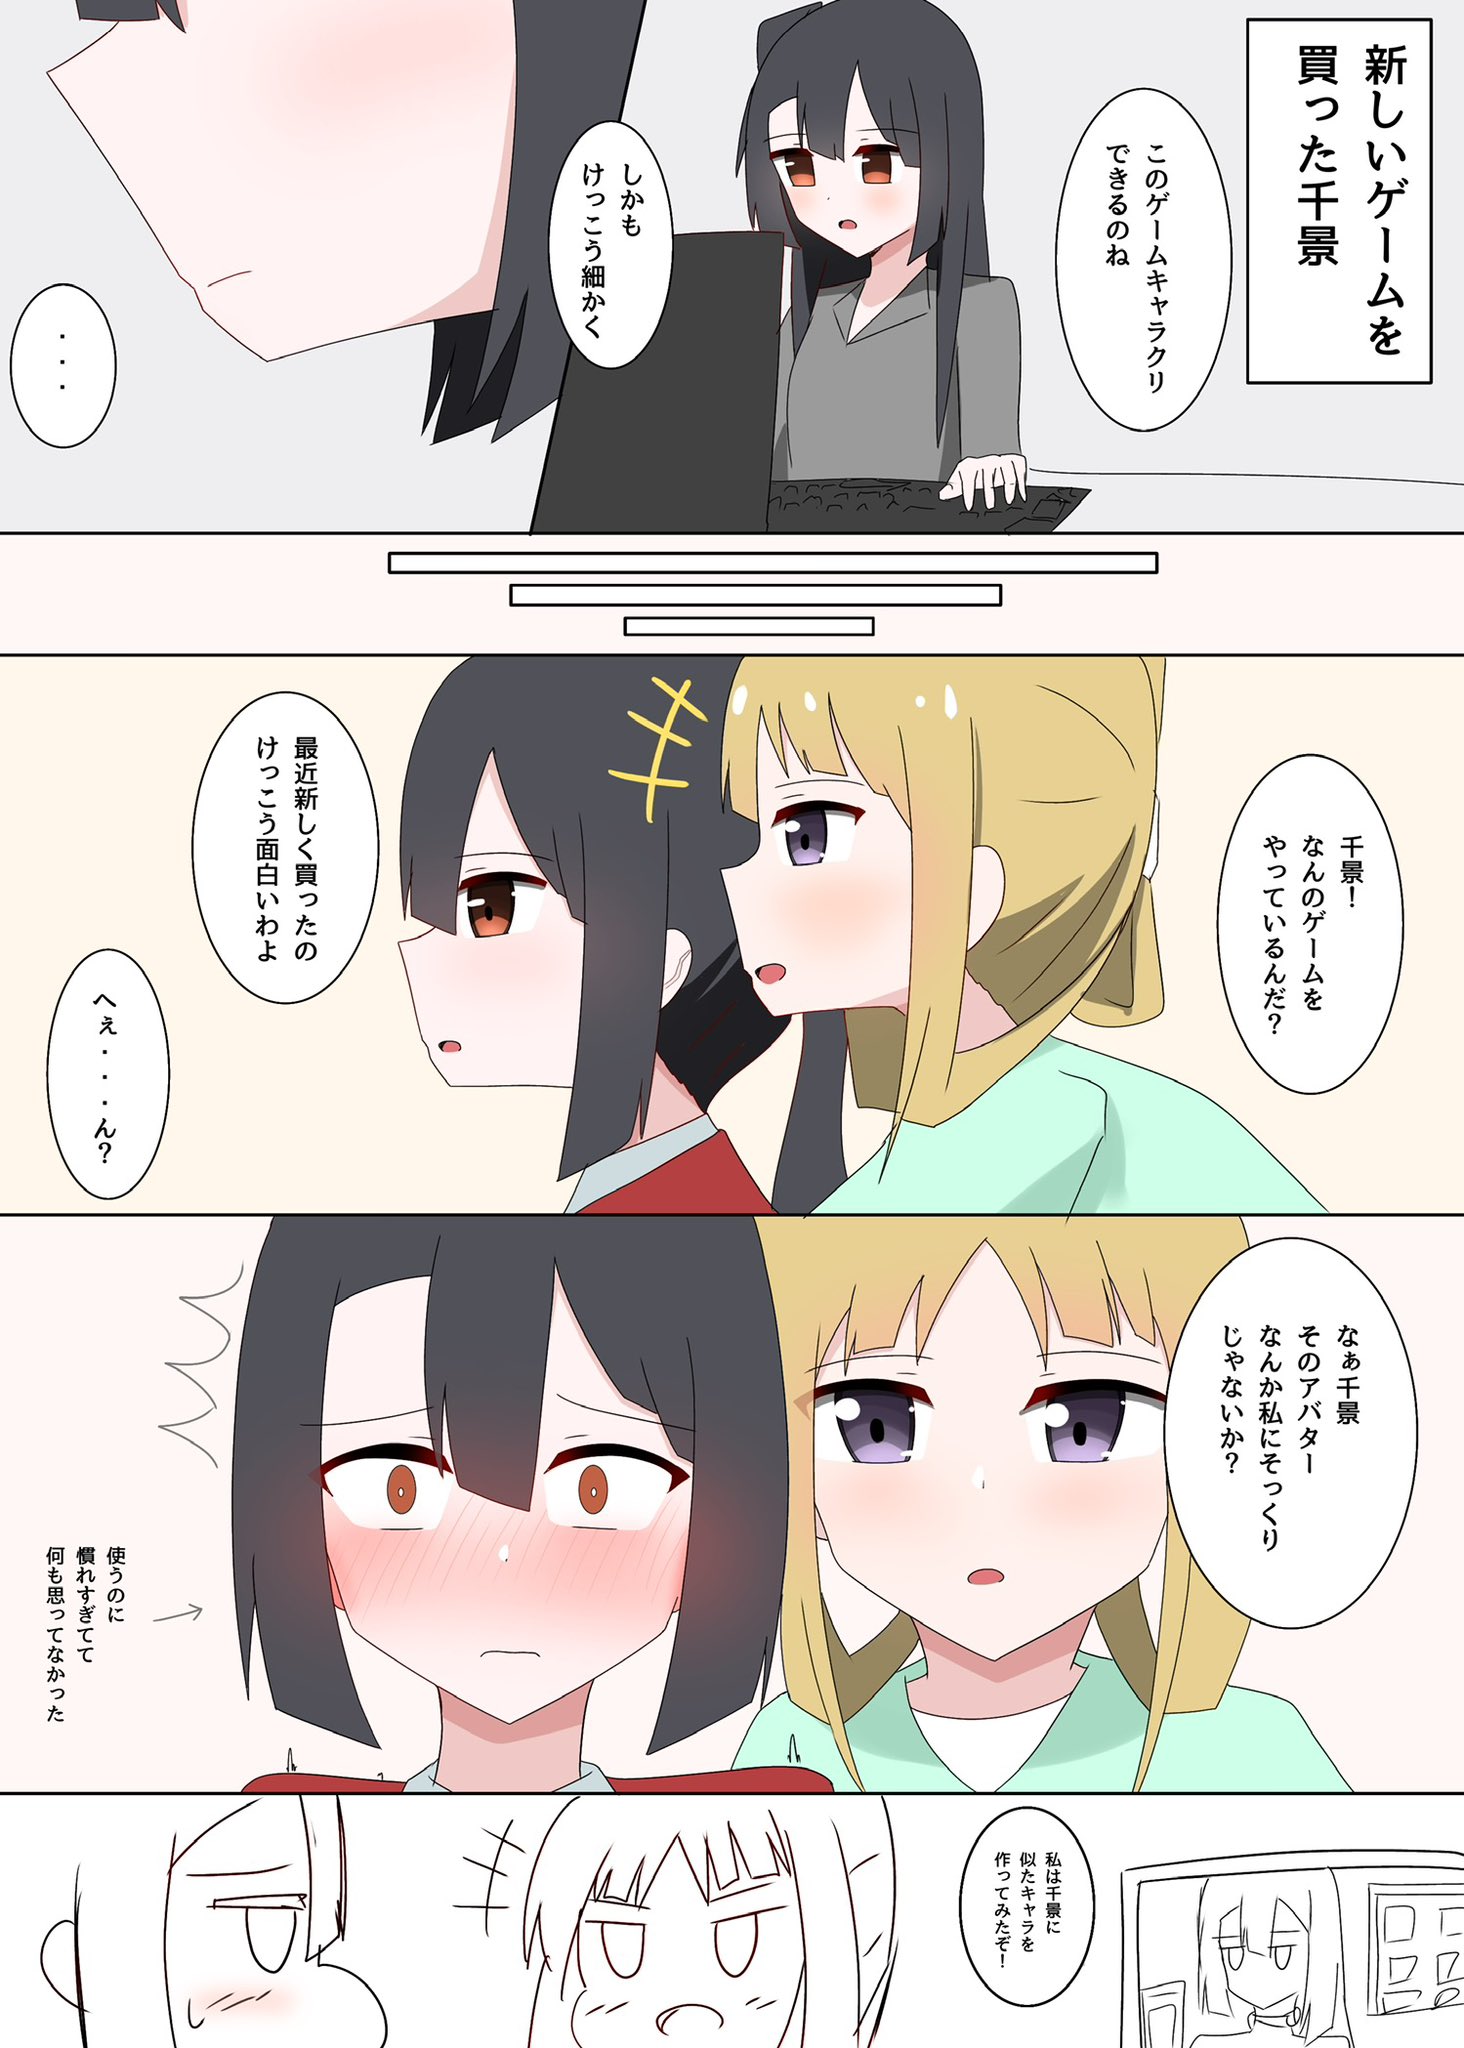 新しいゲームを
買った千景
このゲームキャラクリ
できるのね
しかも
けっこう細かく
・・・
千景！
なんのゲームを
やっているんだ？
最近新しく買ったの
けっこう面白いわよ
へぇ・・・ん？
なぁ千景
そのアバター
なんか私にそっくり
じゃないか？
使うのに
慣れすぎてて
何も思ってなかった
私は千景に
似たキャラを
作ってみたぞ！